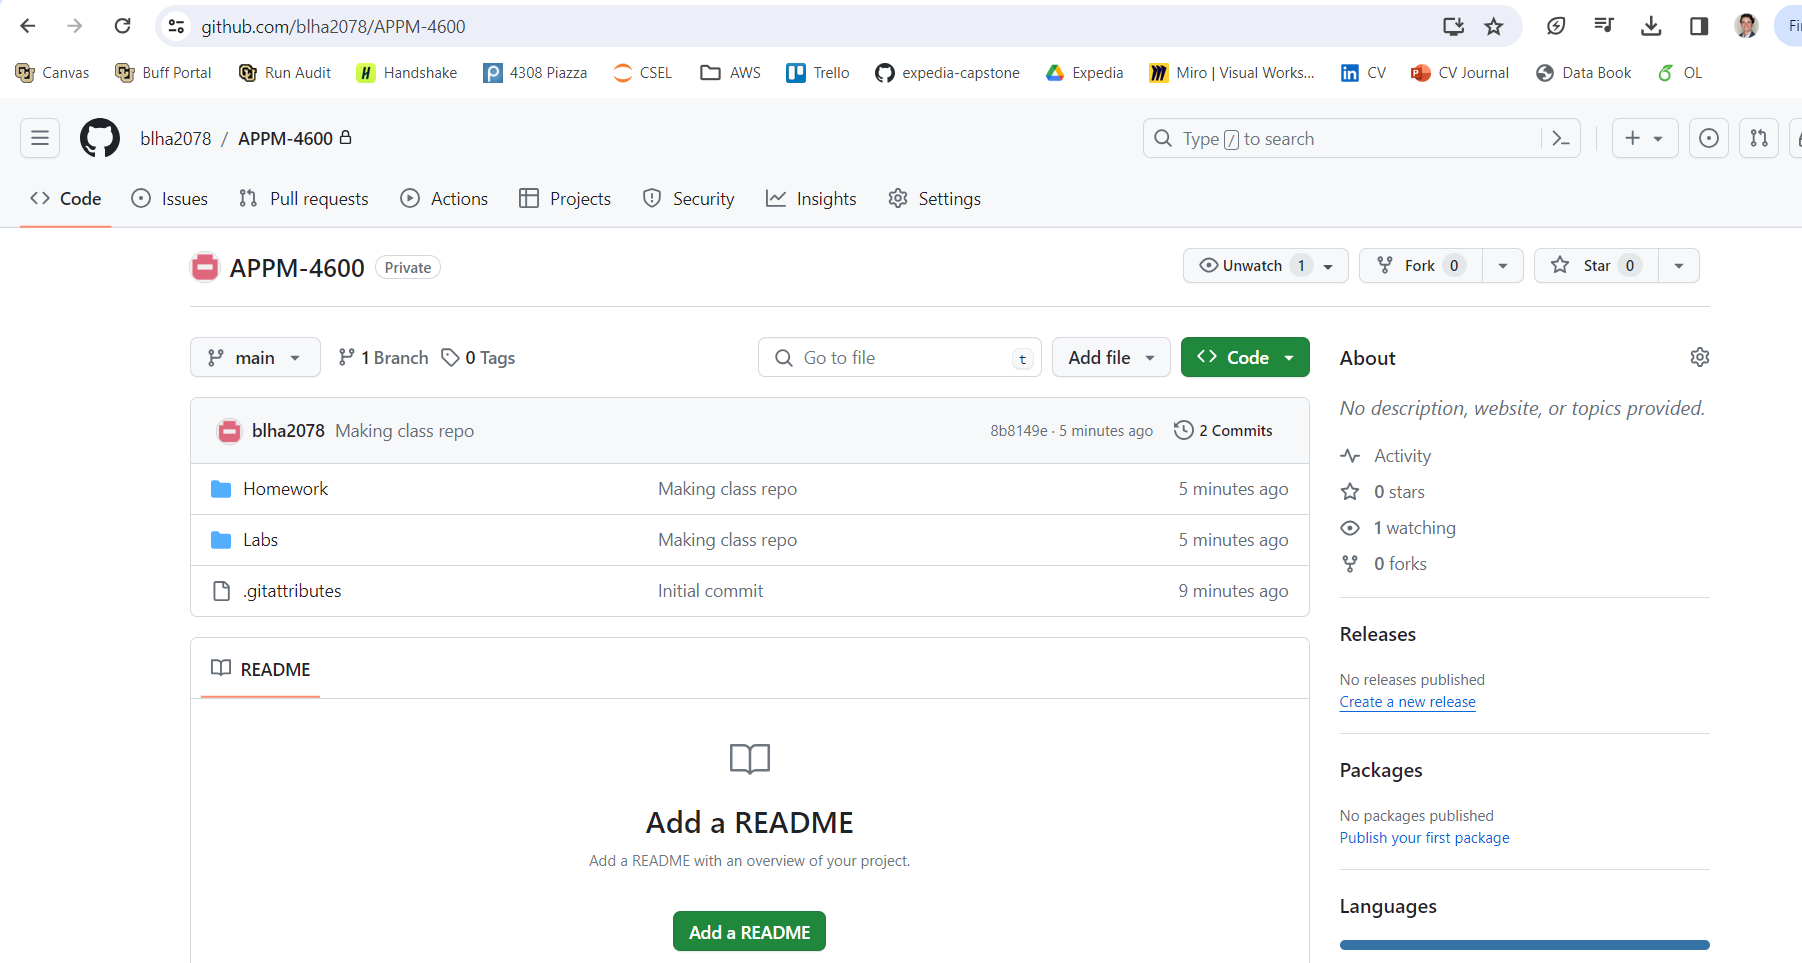 github.com/blha2078/APPM-4600
Canvas Buff Portal Run Audit Handshake 4308 Piazza CSEL AWS Trello expedia-capstone Expedia Miro | Visual Works... CV CV Journal Data Book OL
blha2078 / APPM-4600 Type / to search
Code Issues Pull requests Actions Projects Security Insights Settings
APPM-4600 Private Unwatch 1 Fork 0 Star 0
main 1 Branch 0 Tags Go to file t Add file Code
blha2078 Making class repo 8b8149e · 5 minutes ago 2 Commits
Homework Making class repo 5 minutes ago
Labs Making class repo 5 minutes ago
.gitattributes Initial commit 9 minutes ago
README
Add a README
Add a README with an overview of your project.
Add a README
About
No description, website, or topics provided.
Activity
0 stars
1 watching
0 forks
Releases
No releases published
Create a new release
Packages
No packages published
Publish your first package
Languages